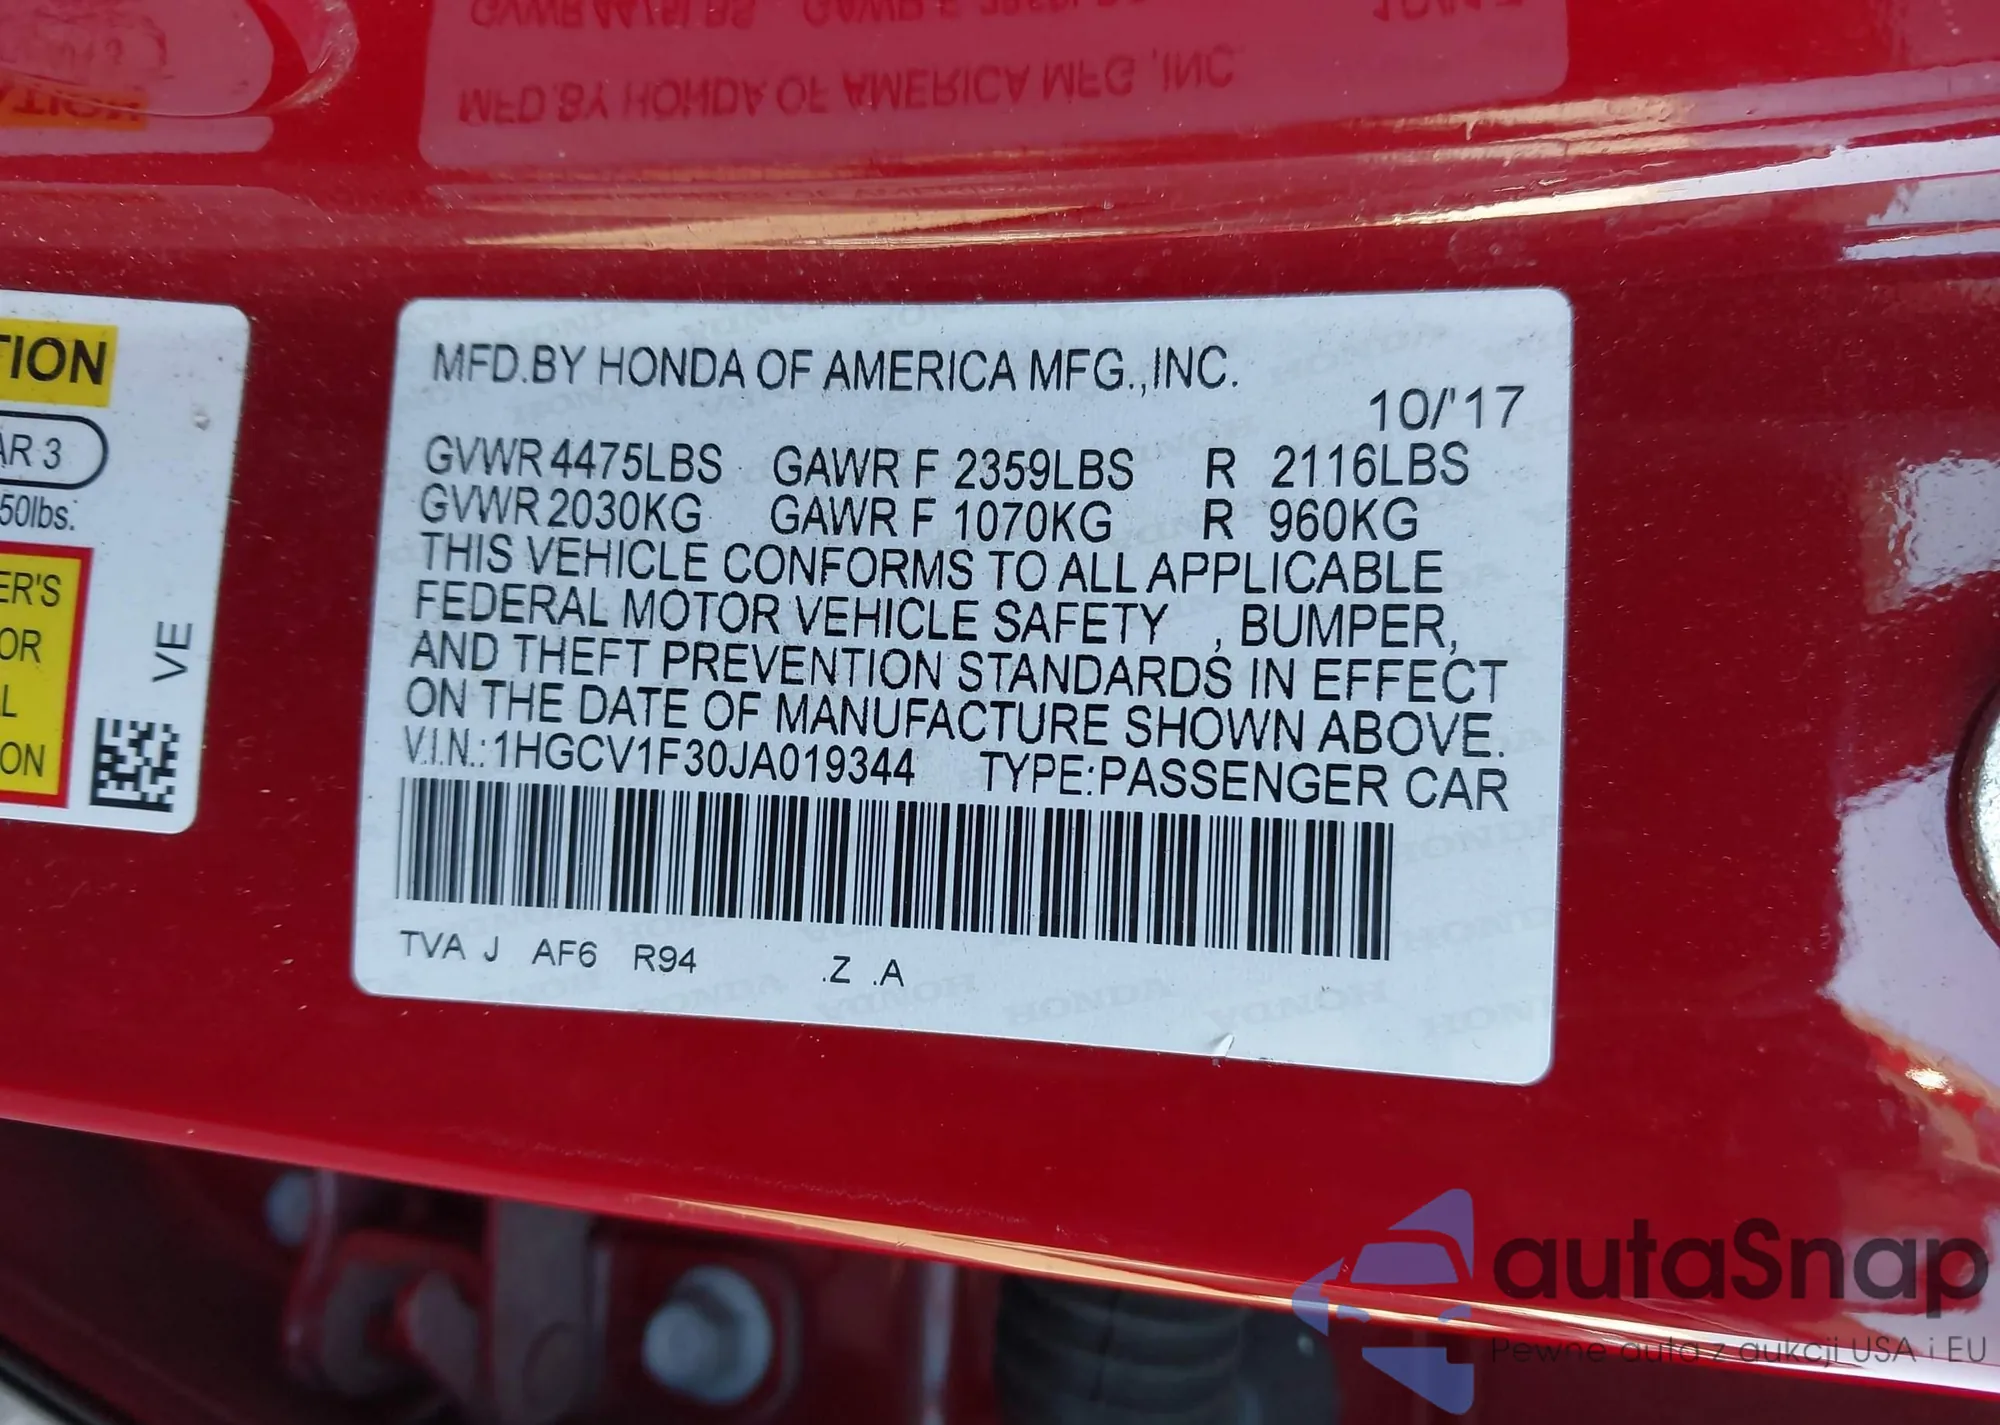 MFD.BY HONDA OF AMERICA MFG.,INC.
MFD.BY HONDA OF AMERICA MFG.,INC.
10/'17
GVWR 4475LBS GAWR F 2359LBS R 2116LBS
GVWR 2030KG GAWR F 1070KG R 960KG
THIS VEHICLE CONFORMS TO ALL APPLICABLE
FEDERAL MOTOR VEHICLE SAFETY , BUMPER,
AND THEFT PREVENTION STANDARDS IN EFFECT
ON THE DATE OF MANUFACTURE SHOWN ABOVE.
V.I.N.:1HGCV1F30JA019344 TYPE:PASSENGER CAR
TVA J AF6 R94 .Z .A
TION
AR 3
50lbs.
ER'S
OR
L
ON
VE
autaSnap
Pewne auta z aukcji USA i EU